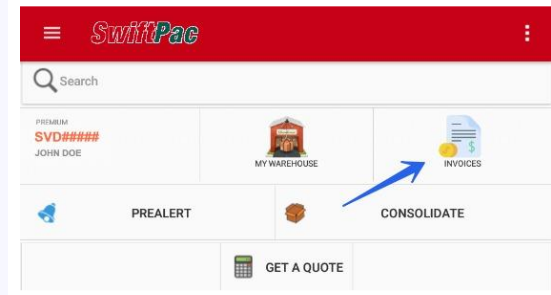 SwiftPac
Search
PREMIUM
SVD#####
JOHN DOE
MY WAREHOUSE
$
INVOICES
PREALERT
CONSOLIDATE
GET A QUOTE